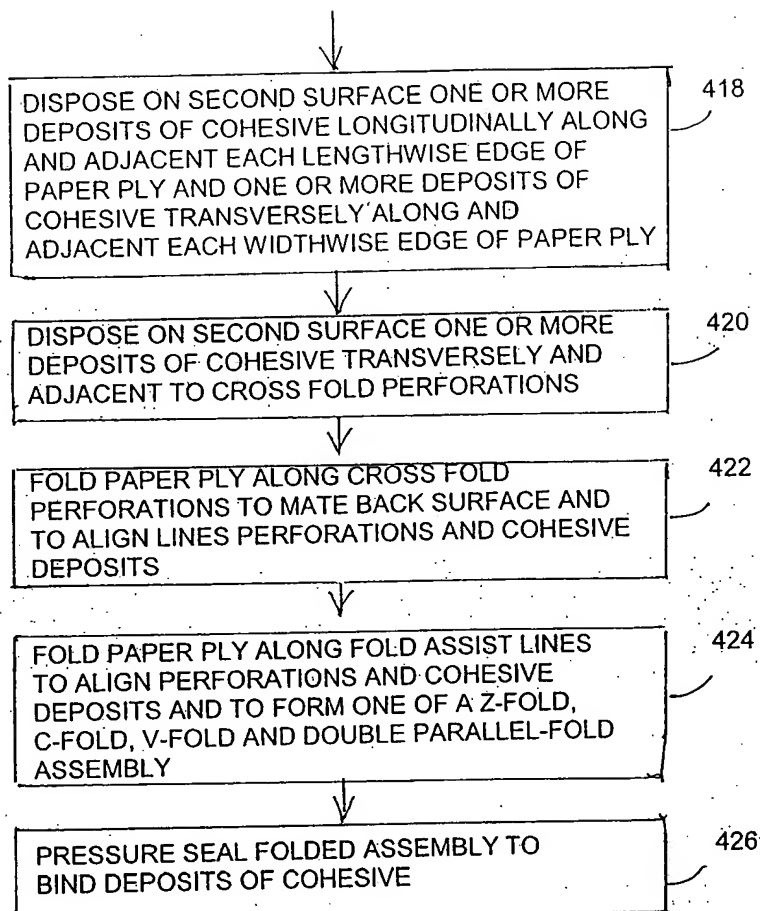 DISPOSE ON SECOND SURFACE ONE OR MORE
DEPOSITS OF COHESIVE LONGITUDINALLY ALONG
AND ADJACENT EACH LENGTHWISE EDGE OF
PAPER PLY AND ONE OR MORE DEPOSITS OF
COHESIVE TRANSVERSELY ALONG AND
ADJACENT EACH WIDTHWISE EDGE OF PAPER PLY
418
DISPOSE ON SECOND SURFACE ONE OR MORE
DEPOSITS OF COHESIVE TRANSVERSELY AND
ADJACENT TO CROSS FOLD PERFORATIONS
420
FOLD PAPER PLY ALONG CROSS FOLD
PERFORATIONS TO MATE BACK SURFACE AND
TO ALIGN LINES PERFORATIONS AND COHESIVE
DEPOSITS
422
FOLD PAPER PLY ALONG FOLD ASSIST LINES
TO ALIGN PERFORATIONS AND COHESIVE
DEPOSITS AND TO FORM ONE OF A Z-FOLD,
C-FOLD, V-FOLD AND DOUBLE PARALLEL-FOLD
ASSEMBLY
424
PRESSURE SEAL FOLDED ASSEMBLY TO
BIND DEPOSITS OF COHESIVE
426